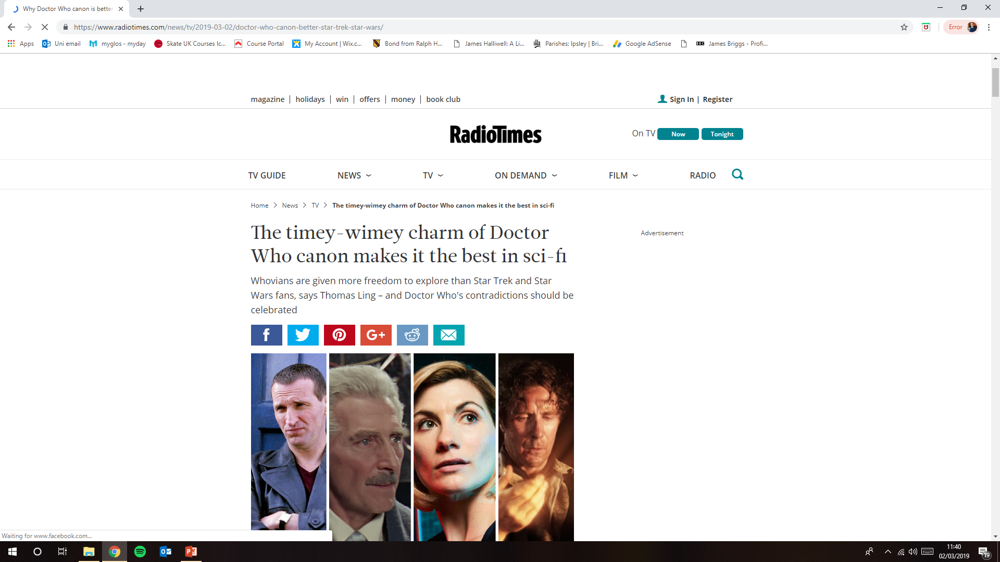 Why Doctor Who canon is better
https://www.radiotimes.com/news/tv/2019-03-02/doctor-who-canon-better-star-trek-star-wars/
Error
Apps
Uni email
myglos - myday
Skate UK Courses Ic...
Course Portal
My Account | Wix.c...
Bond from Ralph H...
James Halliwell: A Li...
Parishes: Ipsley | Bri...
Google AdSense
James Briggs - Profi...
magazine | holidays | win | offers | money | book club
Sign In | Register
RadioTimes
On TV Now Tonight
TV GUIDE NEWS TV ON DEMAND FILM RADIO
Home > News > TV > The timey-wimey charm of Doctor Who canon makes it the best in sci-fi
The timey-wimey charm of Doctor
Who canon makes it the best in sci-fi
Advertisement
Whovians are given more freedom to explore than Star Trek and Star
Wars fans, says Thomas Ling – and Doctor Who's contradictions should be
celebrated
f
G+
Waiting for www.facebook.com...
11:40
02/03/2019
19